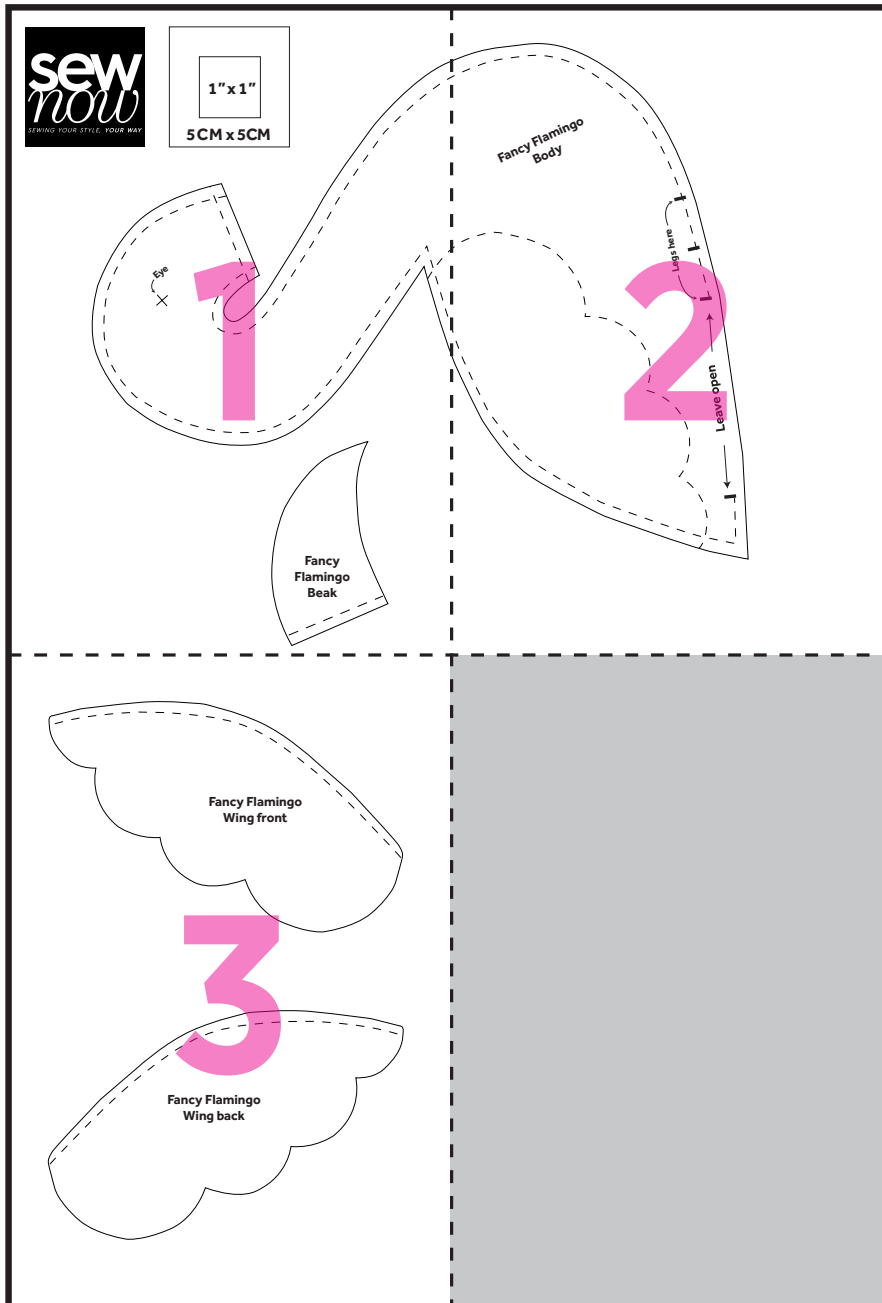 sew
now
SEWING YOUR STYLE, YOUR WAY
1” x 1”
5CM x 5CM
Fancy Flamingo
Body
Eye
Legs here
Leave open
1
2
Fancy
Flamingo
Beak
Fancy Flamingo
Wing front
3
Fancy Flamingo
Wing back